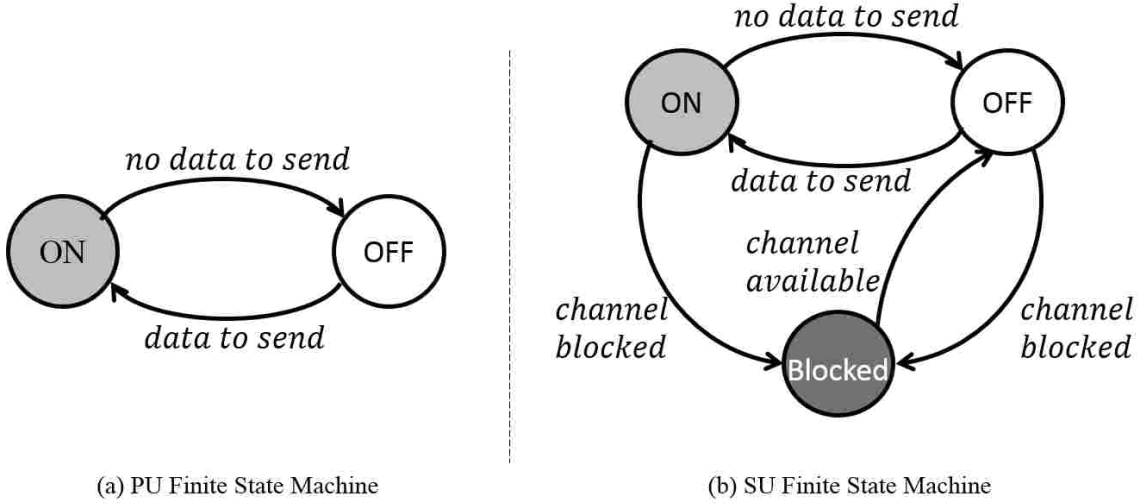 no data to send
ON
OFF
data to send
(a) PU Finite State Machine
no data to send
ON
OFF
data to send
channel
available
channel
blocked
channel
blocked
Blocked
(b) SU Finite State Machine